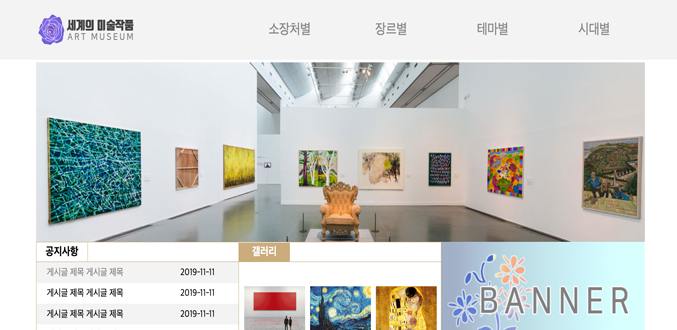 세계의 미술작품
ART MUSEUM
소장처별 장르별 테마별 시대별
공지사항 갤러리
게시글 제목 게시글 제목 2019-11-11
게시글 제목 게시글 제목 2019-11-11
게시글 제목 게시글 제목 2019-11-11
BANNER